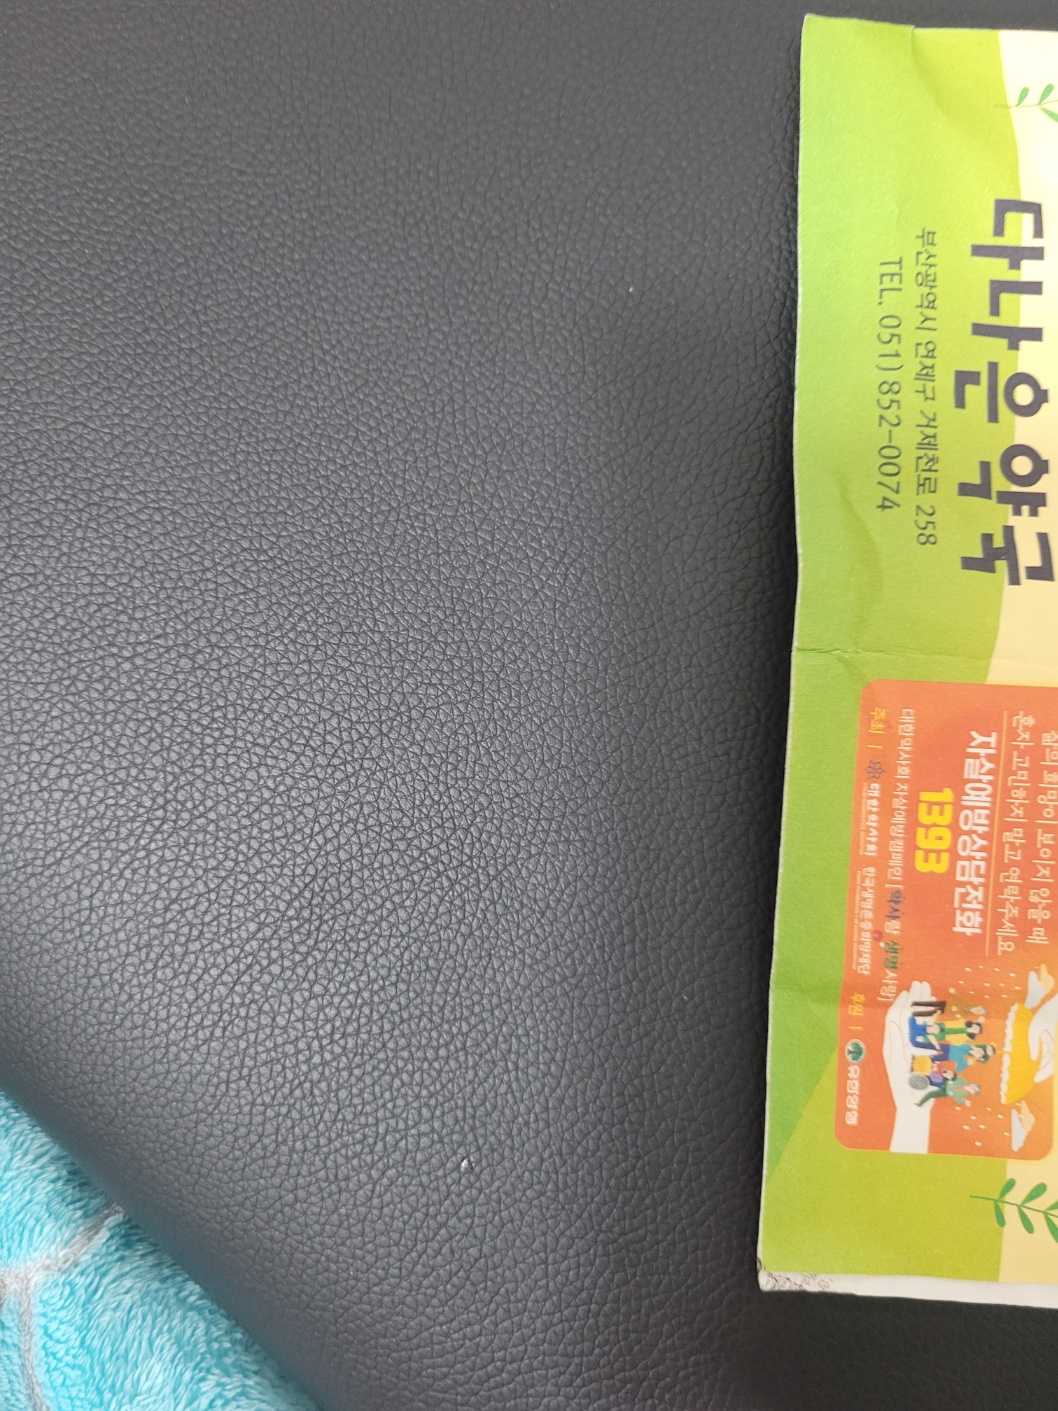 다나은약국
부산광역시 연제구 거제천로 258
TEL. 051) 852-0074
삶의 희망이 보이지 않을 때
혼자 고민하지 말고 연락주세요
자살예방상담전화
1393
대한약사회 자살예방캠페인 [약사랑 생명사랑]
주최 | 대한약사회 한국생명존중희망재단 후원 | 유한양행